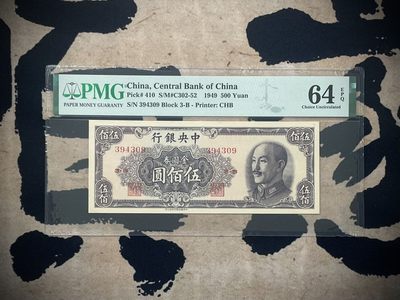 PMG
PAPER MONEY GUARANTY
China, Central Bank of China
Pick# 410 S/M#C302-52 1949 500 Yuan
S/N 394309 Block 3-B - Printer: CHB
64 EPQ
Choice Uncirculated
伍佰
行銀央中
伍佰
券圓金
394309
394309
圓佰伍
伍佰
伍佰